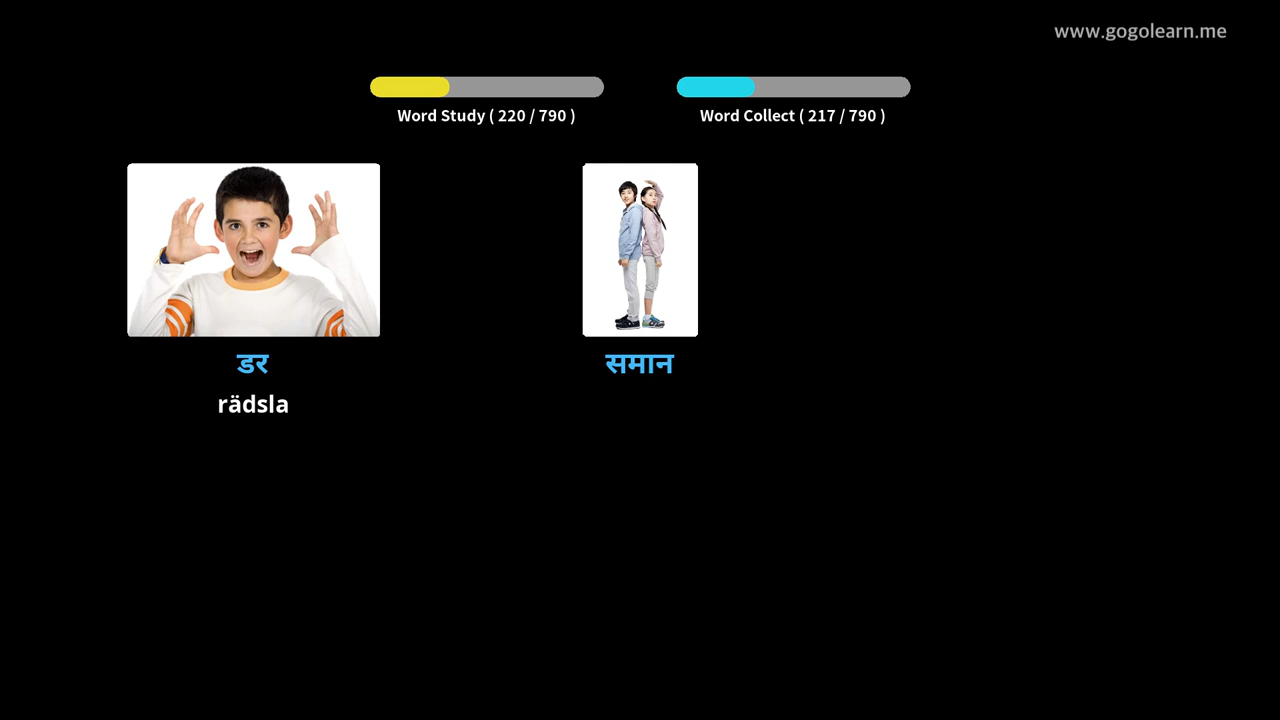 www.gogolearn.me
Word Study ( 220 / 790 )
Word Collect ( 217 / 790 )
डर
समान
rädsla